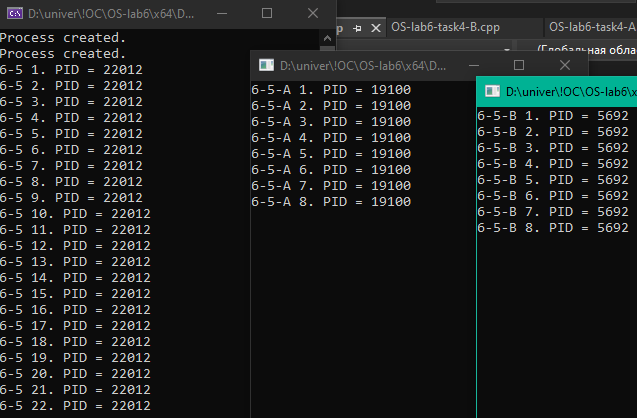 D:\univer\!OC\OS-lab6\x64\D...
OS-lab6-task4-B.cpp
OS-lab6-task4-A
(Глобальная обла
Process created.
Process created.
6-5 1. PID = 22012
6-5 2. PID = 22012
6-5 3. PID = 22012
6-5 4. PID = 22012
6-5 5. PID = 22012
6-5 6. PID = 22012
6-5 7. PID = 22012
6-5 8. PID = 22012
6-5 9. PID = 22012
6-5 10. PID = 22012
6-5 11. PID = 22012
6-5 12. PID = 22012
6-5 13. PID = 22012
6-5 14. PID = 22012
6-5 15. PID = 22012
6-5 16. PID = 22012
6-5 17. PID = 22012
6-5 18. PID = 22012
6-5 19. PID = 22012
6-5 20. PID = 22012
6-5 21. PID = 22012
6-5 22. PID = 22012
D:\univer\!OC\OS-lab6\x64\D...
6-5-A 1. PID = 19100
6-5-A 2. PID = 19100
6-5-A 3. PID = 19100
6-5-A 4. PID = 19100
6-5-A 5. PID = 19100
6-5-A 6. PID = 19100
6-5-A 7. PID = 19100
6-5-A 8. PID = 19100
D:\univer\!OC\OS-lab6\x
6-5-B 1. PID = 5692
6-5-B 2. PID = 5692
6-5-B 3. PID = 5692
6-5-B 4. PID = 5692
6-5-B 5. PID = 5692
6-5-B 6. PID = 5692
6-5-B 7. PID = 5692
6-5-B 8. PID = 5692